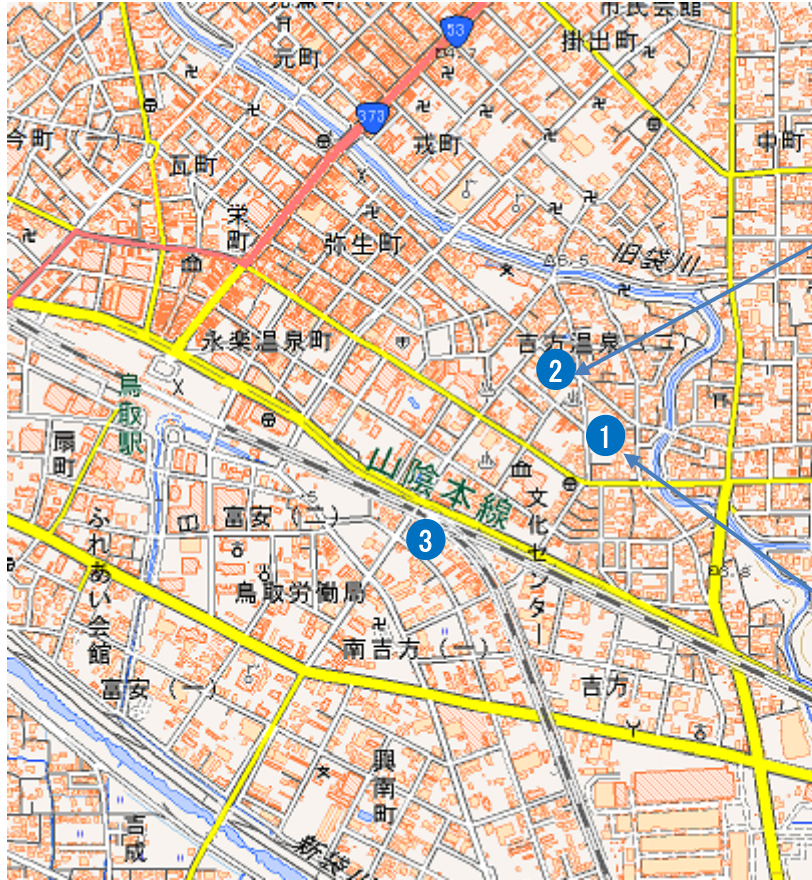 市民会館
53
元町
掛出町
373
今町
瓦町
戎町
中町
栄町
弥生町
旧袋川
永楽温泉町
吉方温泉(二)
2
鳥取駅
1
山陰本線
扇町
文化センター
富安(二)
3
ふれあい会館
鳥取労働局
南吉方(一)
富安(一)
吉方
興南町
吉成
新袋川